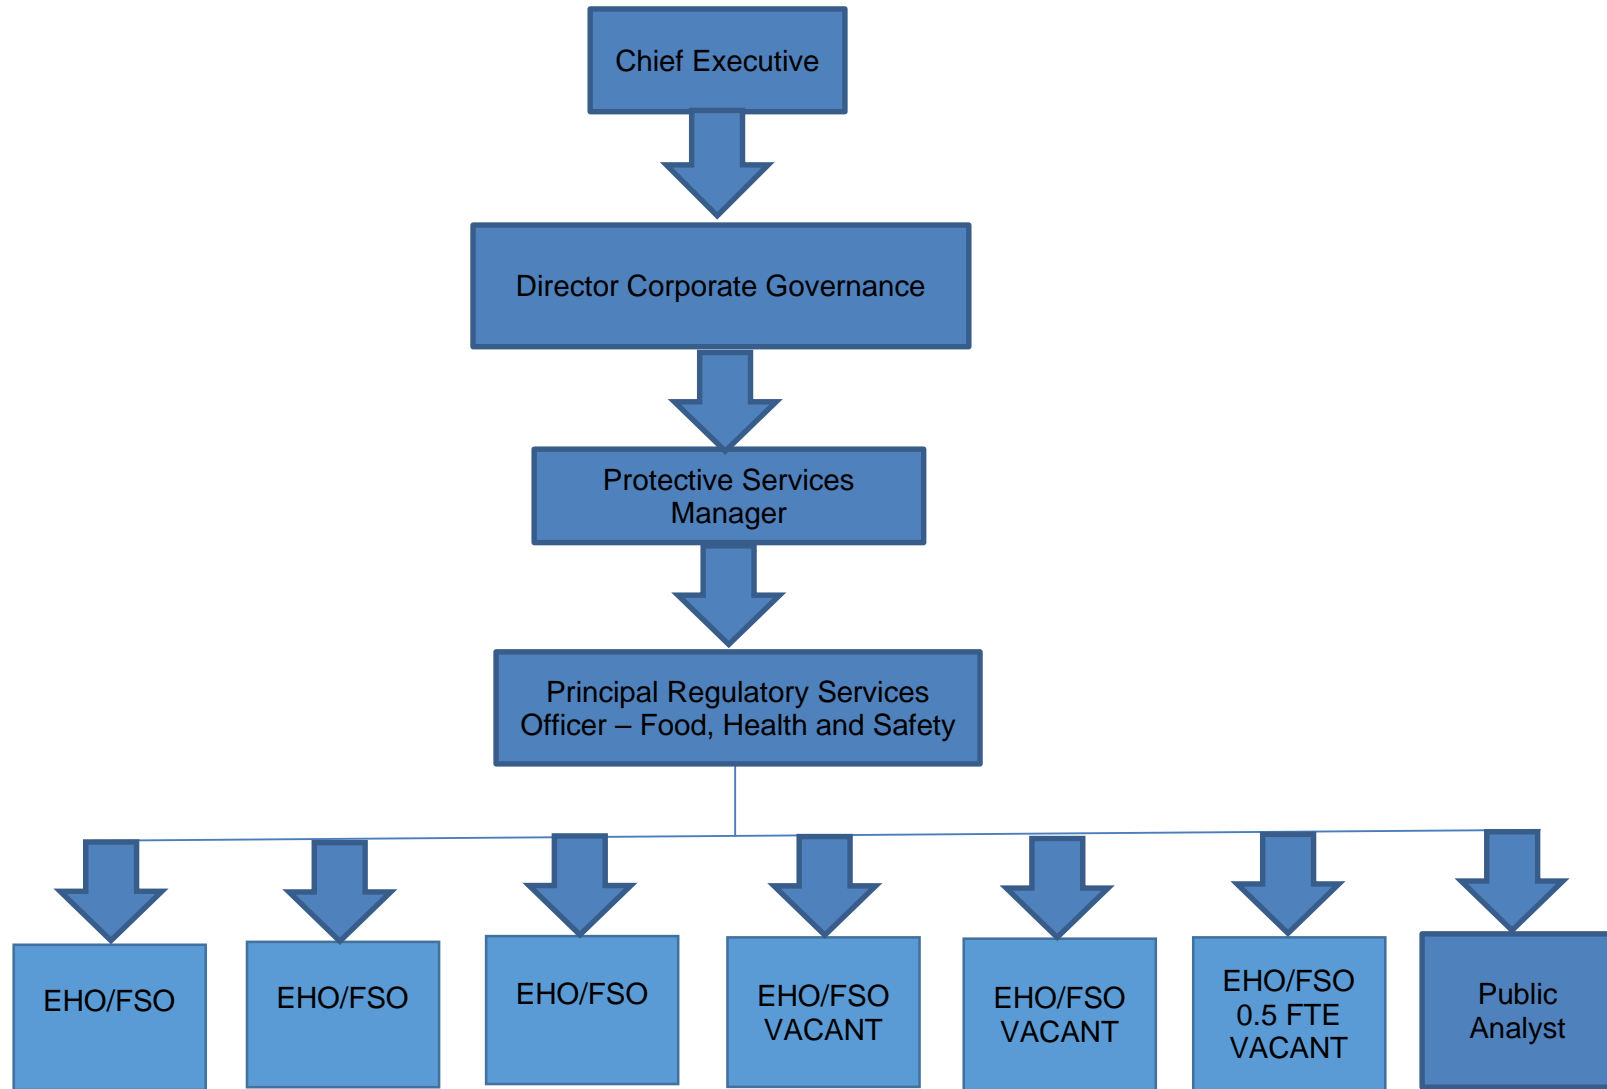 Chief Executive
Director Corporate Governance
Protective Services
Manager
Principal Regulatory Services
Officer – Food, Health and Safety
EHO/FSO
EHO/FSO
EHO/FSO
EHO/FSO
VACANT
EHO/FSO
VACANT
EHO/FSO
0.5 FTE
VACANT
Public
Analyst